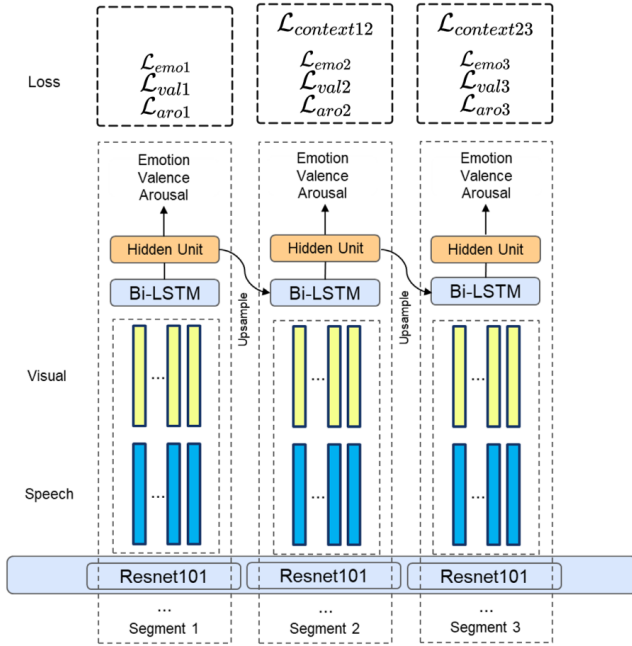 Loss
ℒemo1
ℒval1
ℒaro1
ℒcontext12
ℒemo2
ℒval2
ℒaro2
ℒcontext23
ℒemo3
ℒval3
ℒaro3
Emotion
Valence
Arousal
Emotion
Valence
Arousal
Emotion
Valence
Arousal
Hidden Unit
Hidden Unit
Hidden Unit
Bi-LSTM
Upsample
Bi-LSTM
Upsample
Bi-LSTM
Visual
...
...
...
Speech
...
...
...
Resnet101
Resnet101
Resnet101
...
...
...
Segment 1
Segment 2
Segment 3